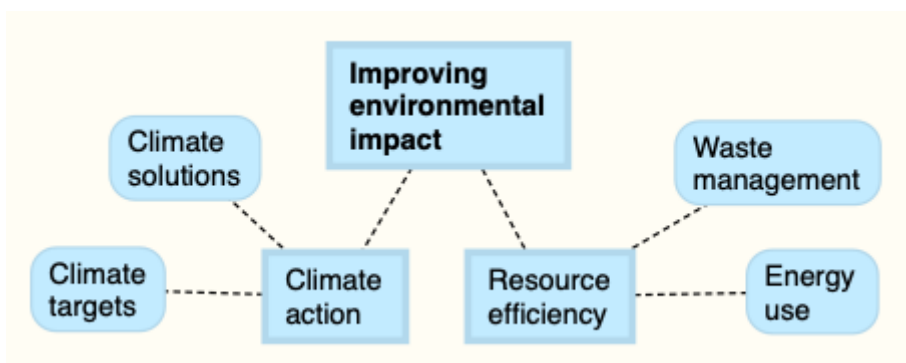 Improving
environmental
impact
Climate
solutions
Waste
management
Climate
targets
Climate
action
Resource
efficiency
Energy
use